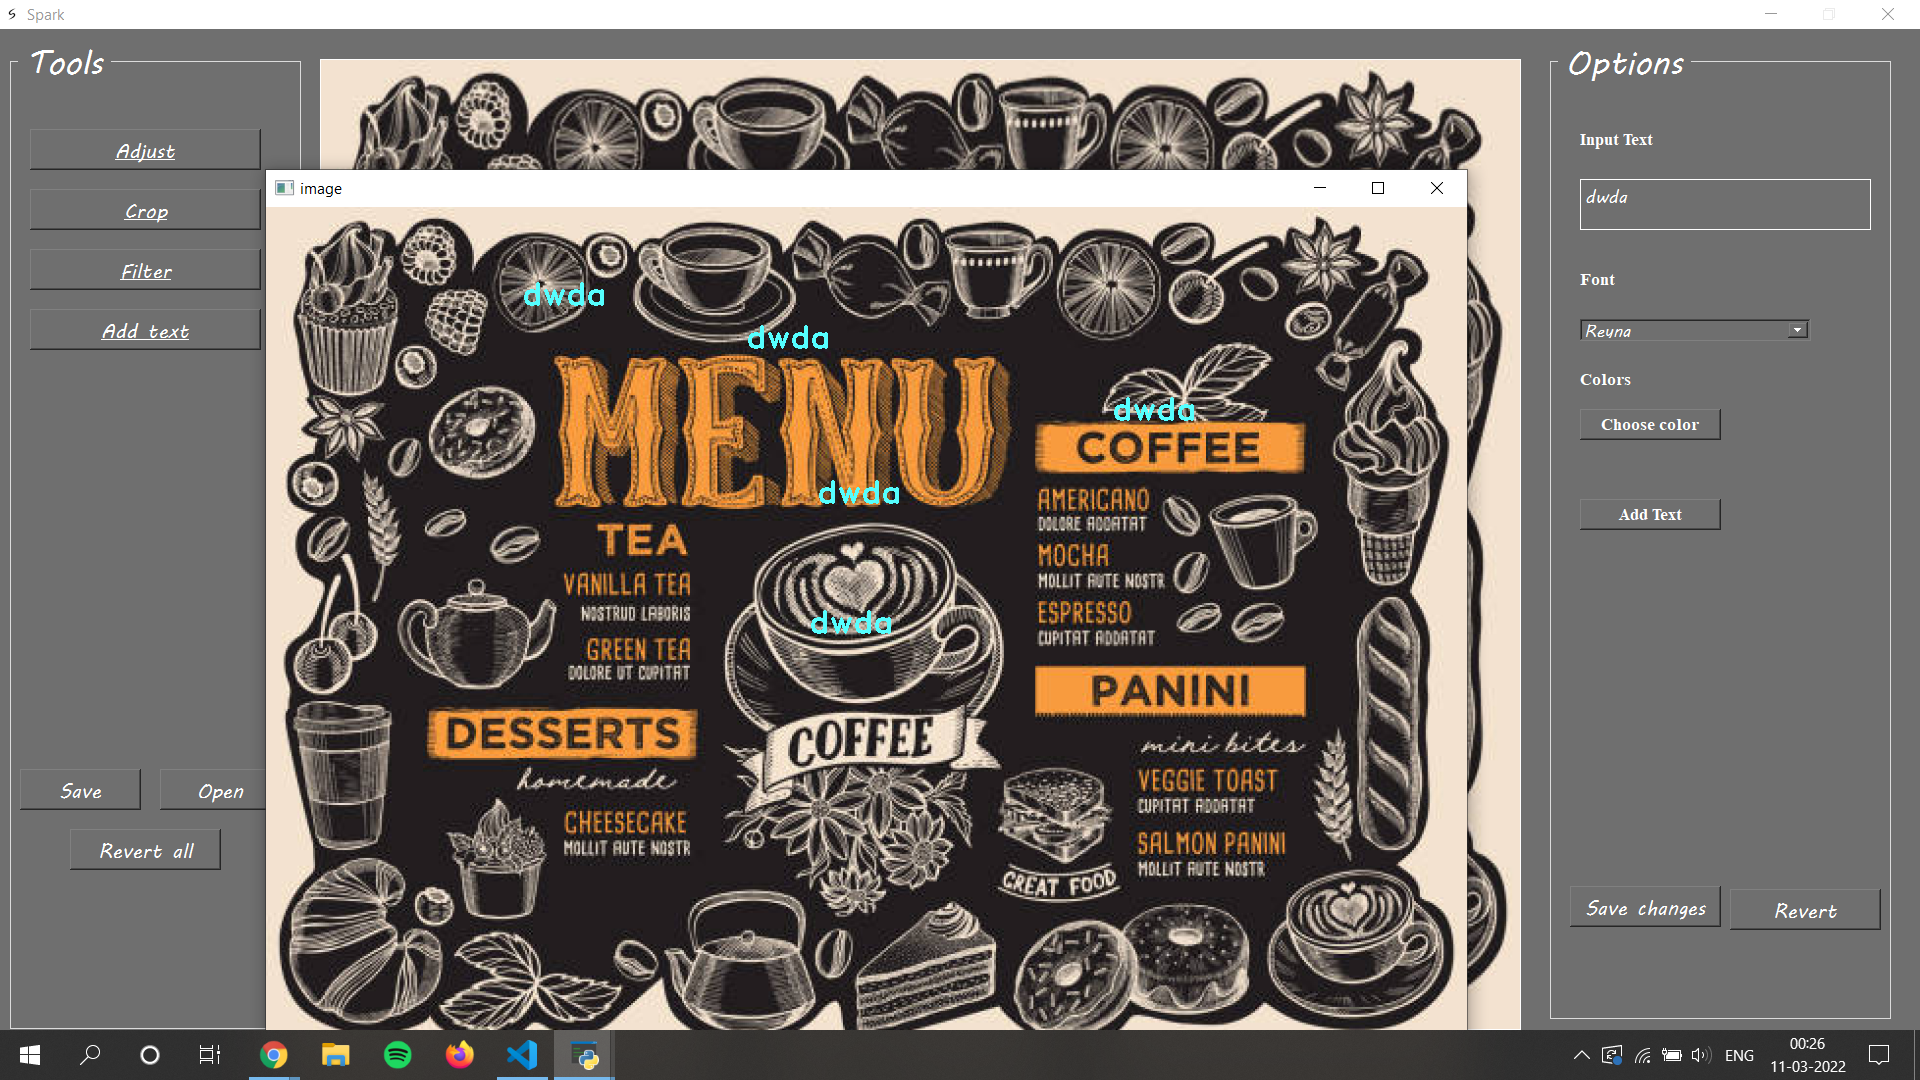 Spark
Tools
Adjust
Crop
Filter
Add text
Save
Open
Revert all
image
dwda
dwda
MENU
dwda
COFFEE
dwda
AMERICANO
DOLORE ADDATAT
TEA
MOCHA
MOLLIT AUTE NOSTR
VANILLA TEA
NOSTRUD LABORIS
ESPRESSO
CUPITAT ADDATAT
dwda
GREEN TEA
DOLORE UT CUPITAT
PANINI
DESSERTS
COFFEE
mini bites
homemade
VEGGIE TOAST
CUPITAT ADDATAT
CHEESECAKE
MOLLIT AUTE NOSTR
SALMON PANINI
MOLLIT AUTE NOSTR
GREAT FOOD
Options
Input Text
dwda
Font
Reyna
Colors
Choose color
Add Text
Save changes
Revert
ENG
00:26
11-03-2022